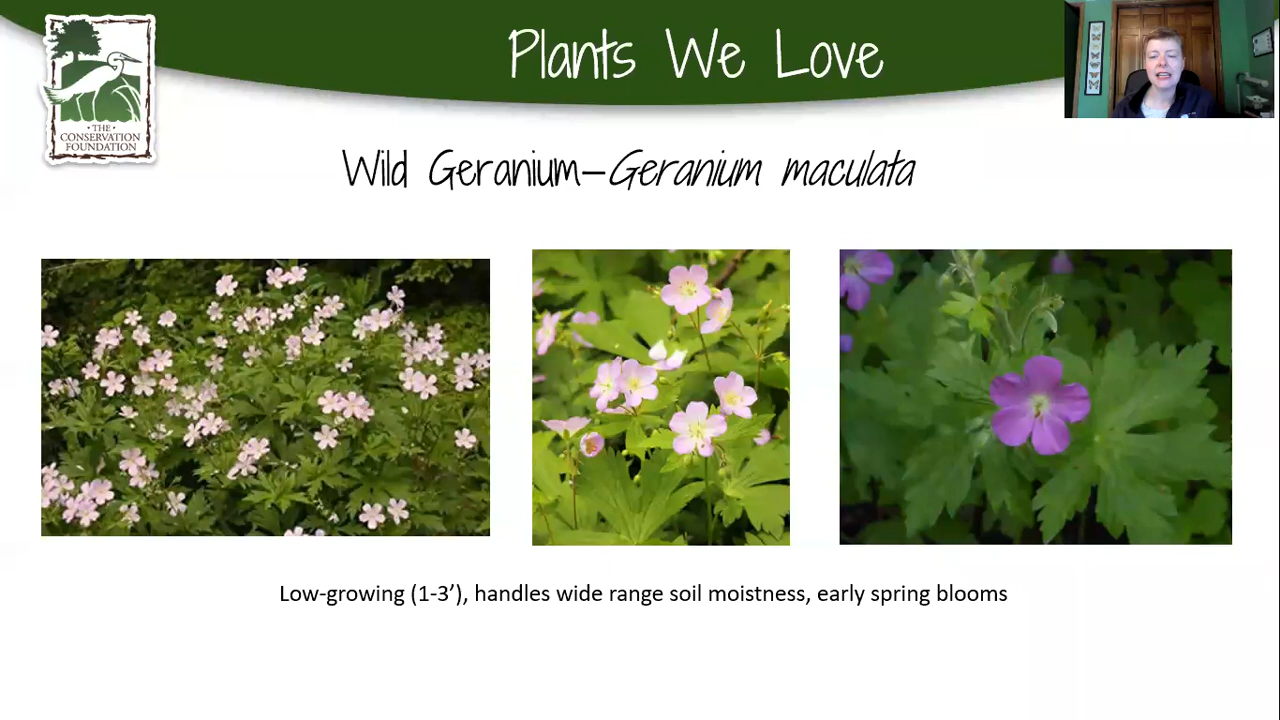 Plants We Love
• THE •
CONSERVATION
FOUNDATION
Wild Geranium–Geranium maculata
Low-growing (1-3’), handles wide range soil moistness, early spring blooms